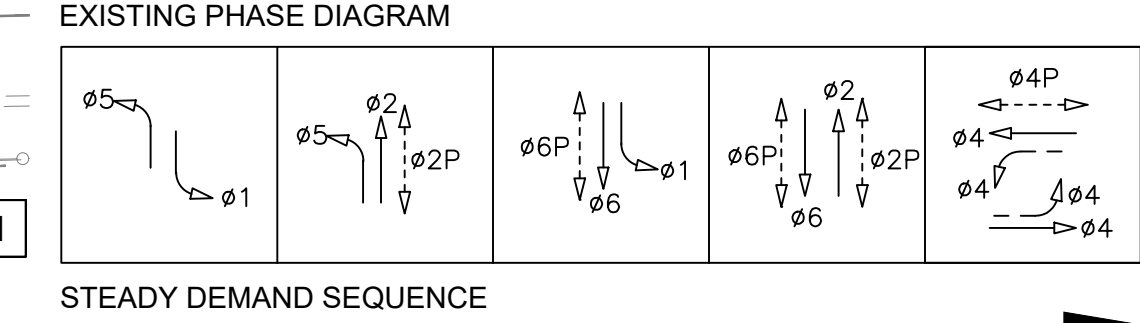 EXISTING PHASE DIAGRAM
ø5
ø1
ø5
ø2
ø2P
ø6P
ø6
ø1
ø6P
ø6
ø2
ø2P
ø4P
ø4
ø4
ø4
ø4
STEADY DEMAND SEQUENCE